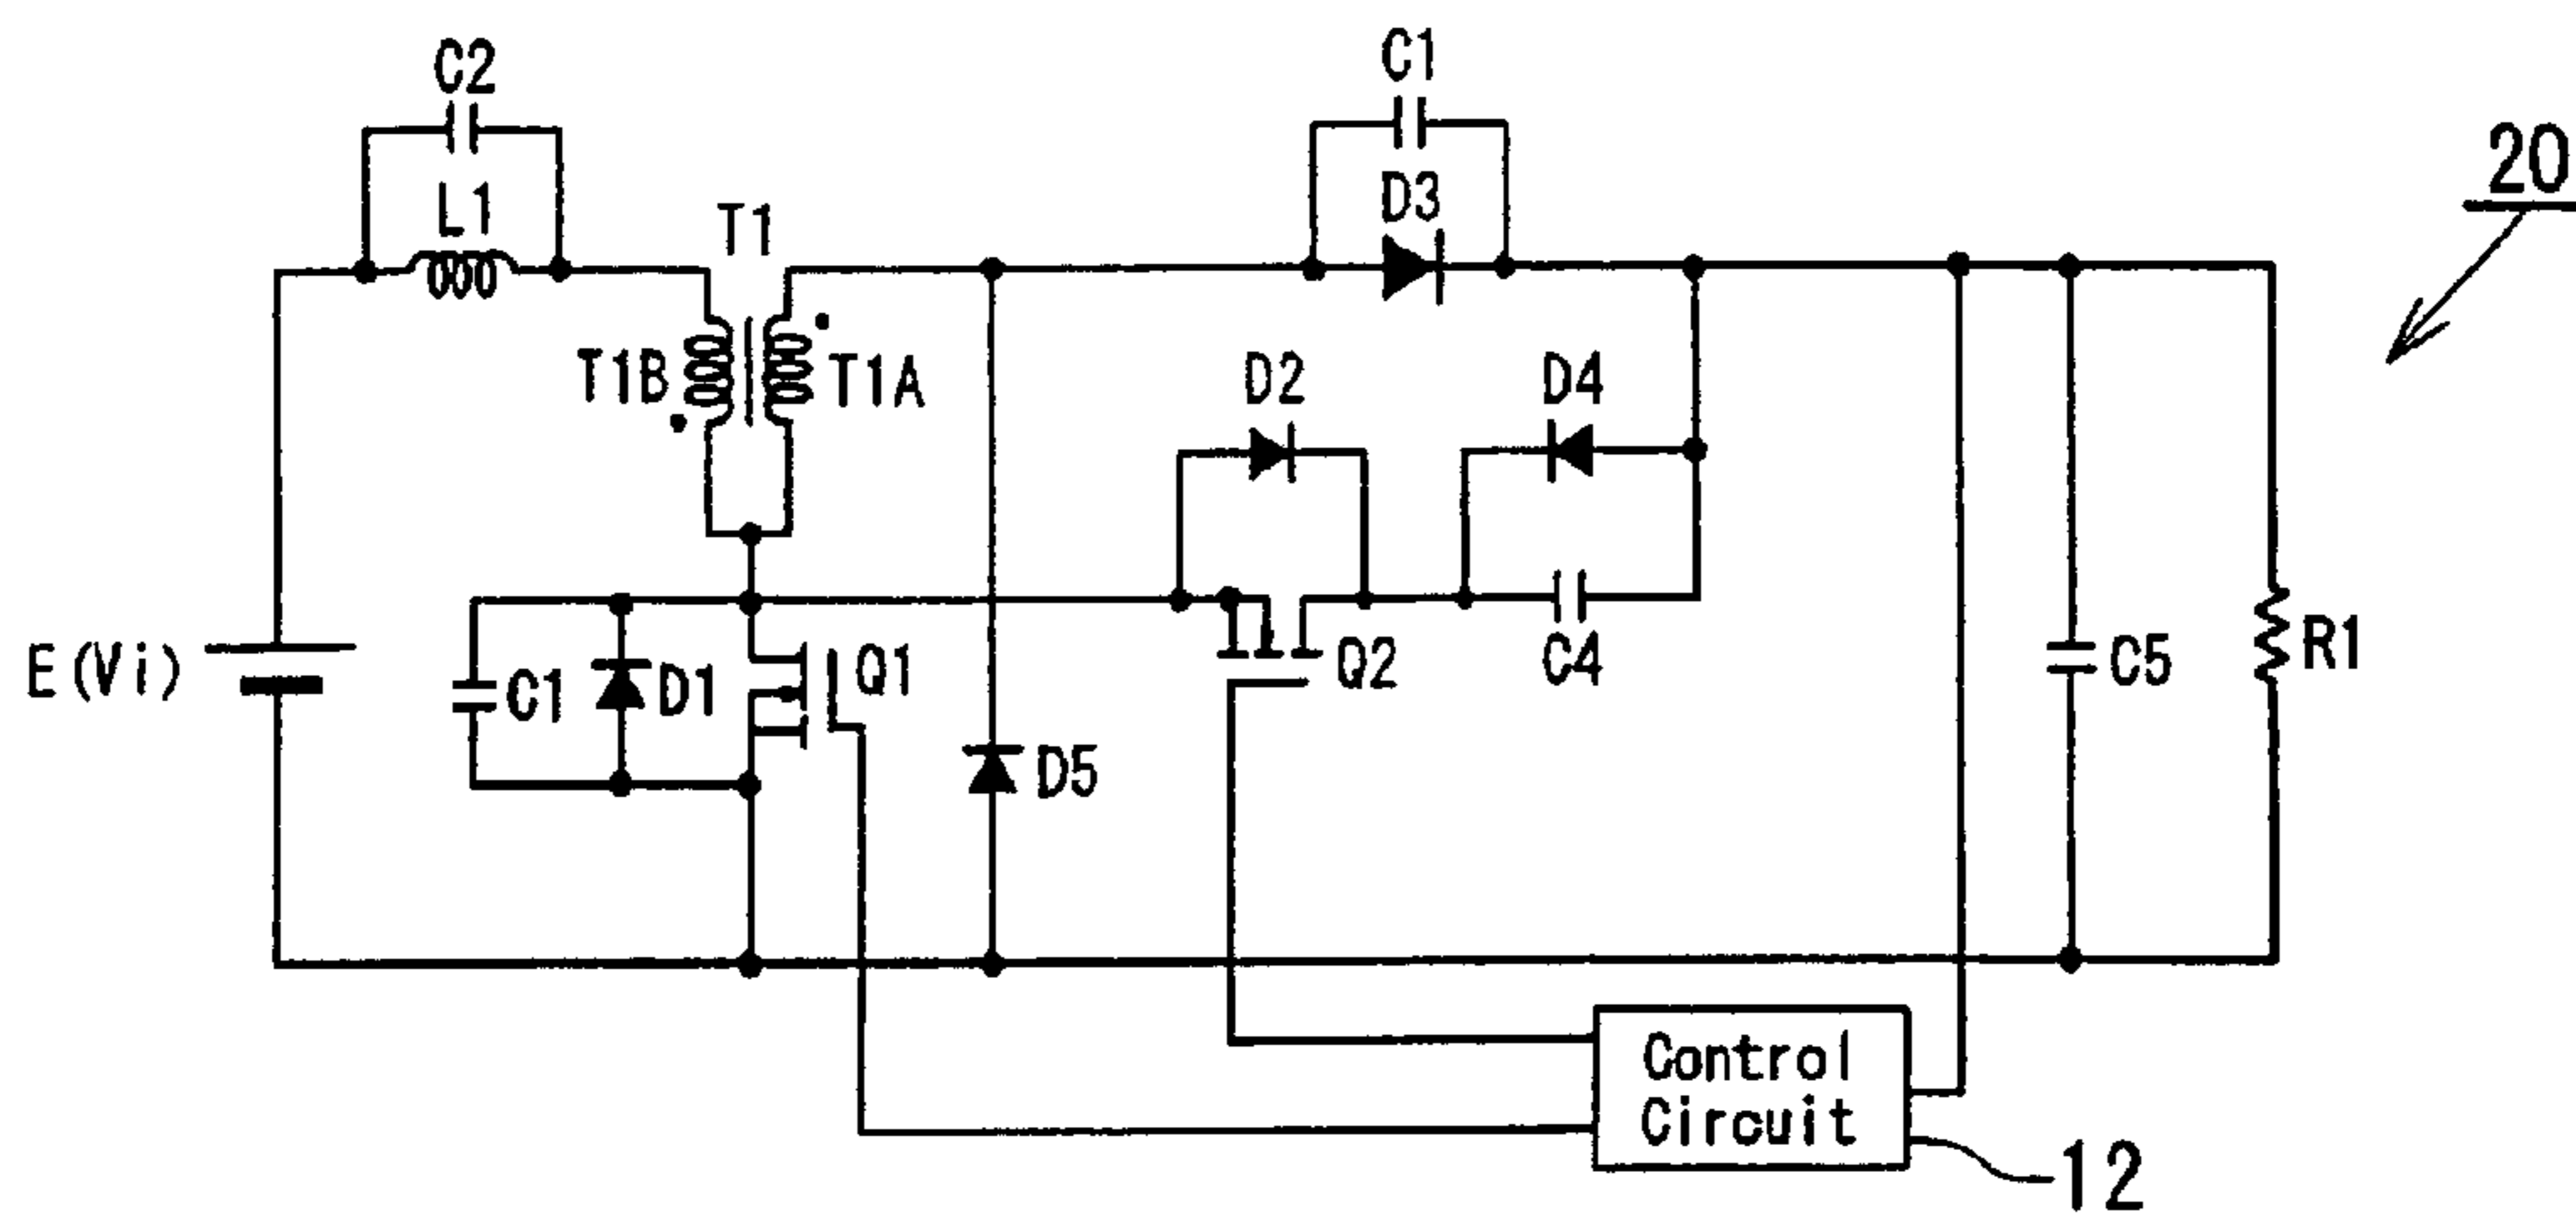 C2
C1
20
L1
T1
D3
T1B
T1A
D2
D4
E(Vi)
C1
D1
Q1
Q2
C4
C5
R1
D5
Control
Circuit
12